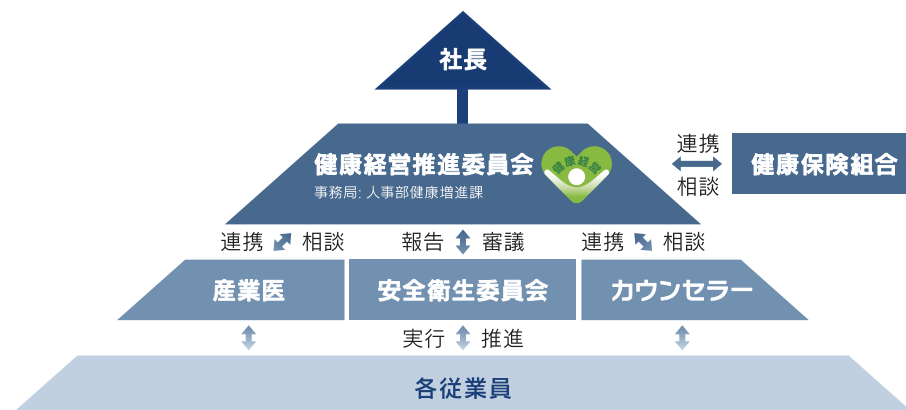 社長
健康経営推進委員会
健康経営
事務局:人事部健康増進課
連携
相談
健康保険組合
連携 相談
報告 審議
連携 相談
産業医
安全衛生委員会
カウンセラー
実行 推進
各従業員